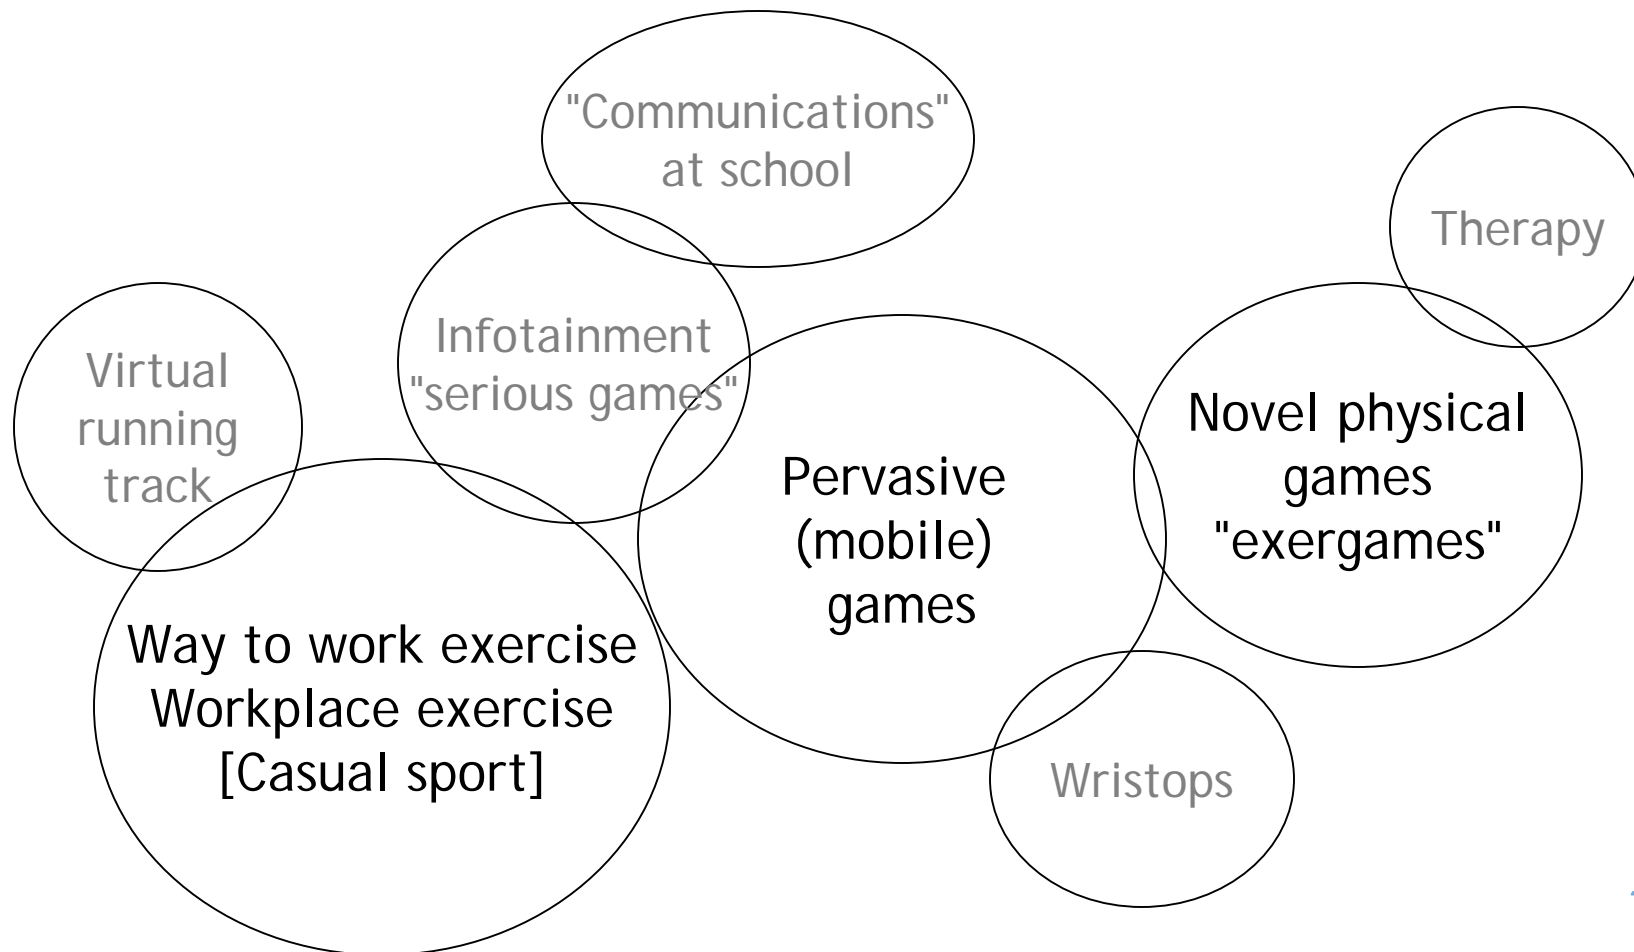 "Communications"
at school
Therapy
Infotainment
"serious games"
Virtual
running
track
Novel physical
games
"exergames"
Pervasive
(mobile)
games
Way to work exercise
Workplace exercise
[Casual sport]
Wristops